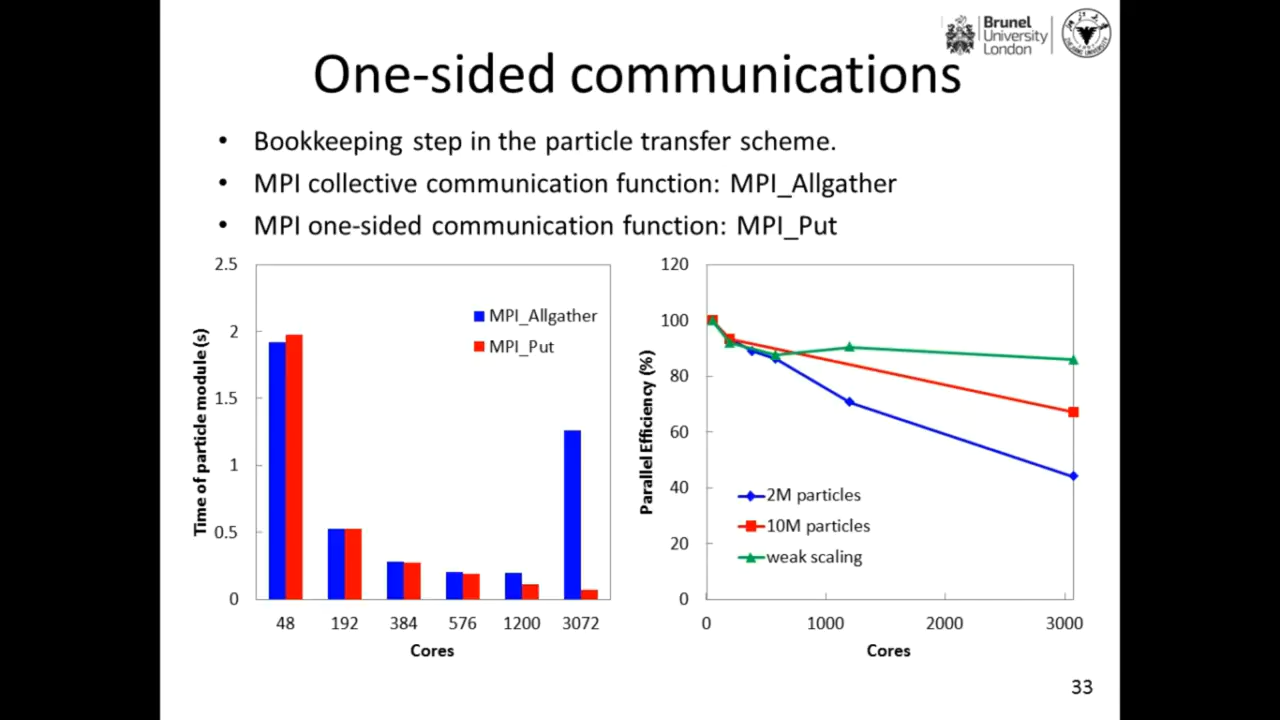 Brunel
University
London
One-sided communications
• Bookkeeping step in the particle transfer scheme.
• MPI collective communication function: MPI_Allgather
• MPI one-sided communication function: MPI_Put
2.5
2
1.5
1
0.5
0
Time of particle module (s)
MPI_Allgather
MPI_Put
48 192 384 576 1200 3072
Cores
120
100
80
60
40
20
0
Parallel Efficiency (%)
2M particles
10M particles
weak scaling
0 1000 2000 3000
Cores
33